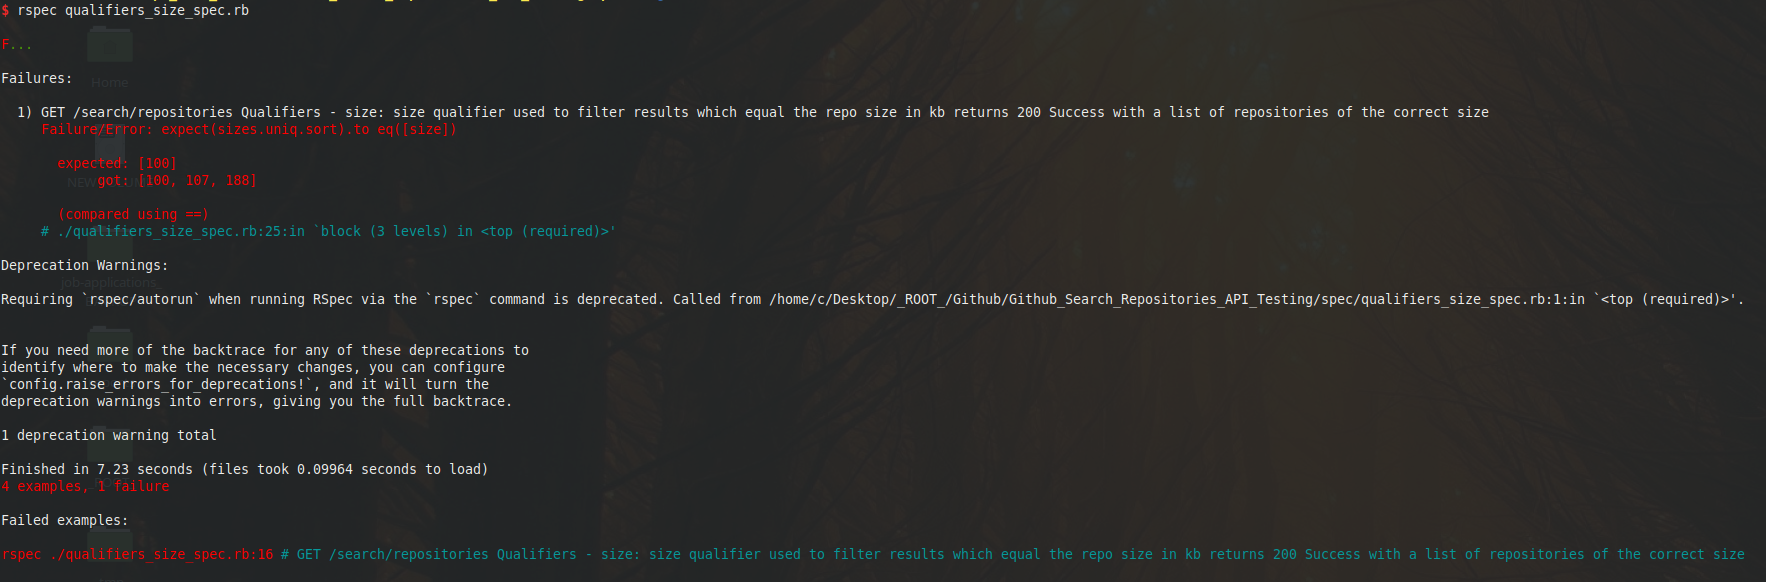 $ rspec qualifiers_size_spec.rb
F...
Home
Failures:
1) GET /search/repositories Qualifiers - size: size qualifier used to filter results which equal the repo size in kb returns 200 Success with a list of repositories of the correct size
Failure/Error: expect(sizes.uniq.sort).to eq([size])
expected: [100]
got: [100, 107, 188]
(compared using ==)
# ./qualifiers_size_spec.rb:25:in `block (3 levels) in <top (required)>'
Deprecation Warnings:
job-applications_
Requiring `rspec/autorun` when running RSpec via the `rspec` command is deprecated. Called from /home/c/Desktop/_ROOT_/Github/Github_Search_Repositories_API_Testing/spec/qualifiers_size_spec.rb:1:in `<top (required)>'.
If you need more of the backtrace for any of these deprecations to
identify where to make the necessary changes, you can configure
`config.raise_errors_for_deprecations!`, and it will turn the
deprecation warnings into errors, giving you the full backtrace.
1 deprecation warning total
Finished in 7.23 seconds (files took 0.09964 seconds to load)
4 examples, 1 failure
Failed examples:
rspec ./qualifiers_size_spec.rb:16 # GET /search/repositories Qualifiers - size: size qualifier used to filter results which equal the repo size in kb returns 200 Success with a list of repositories of the correct size